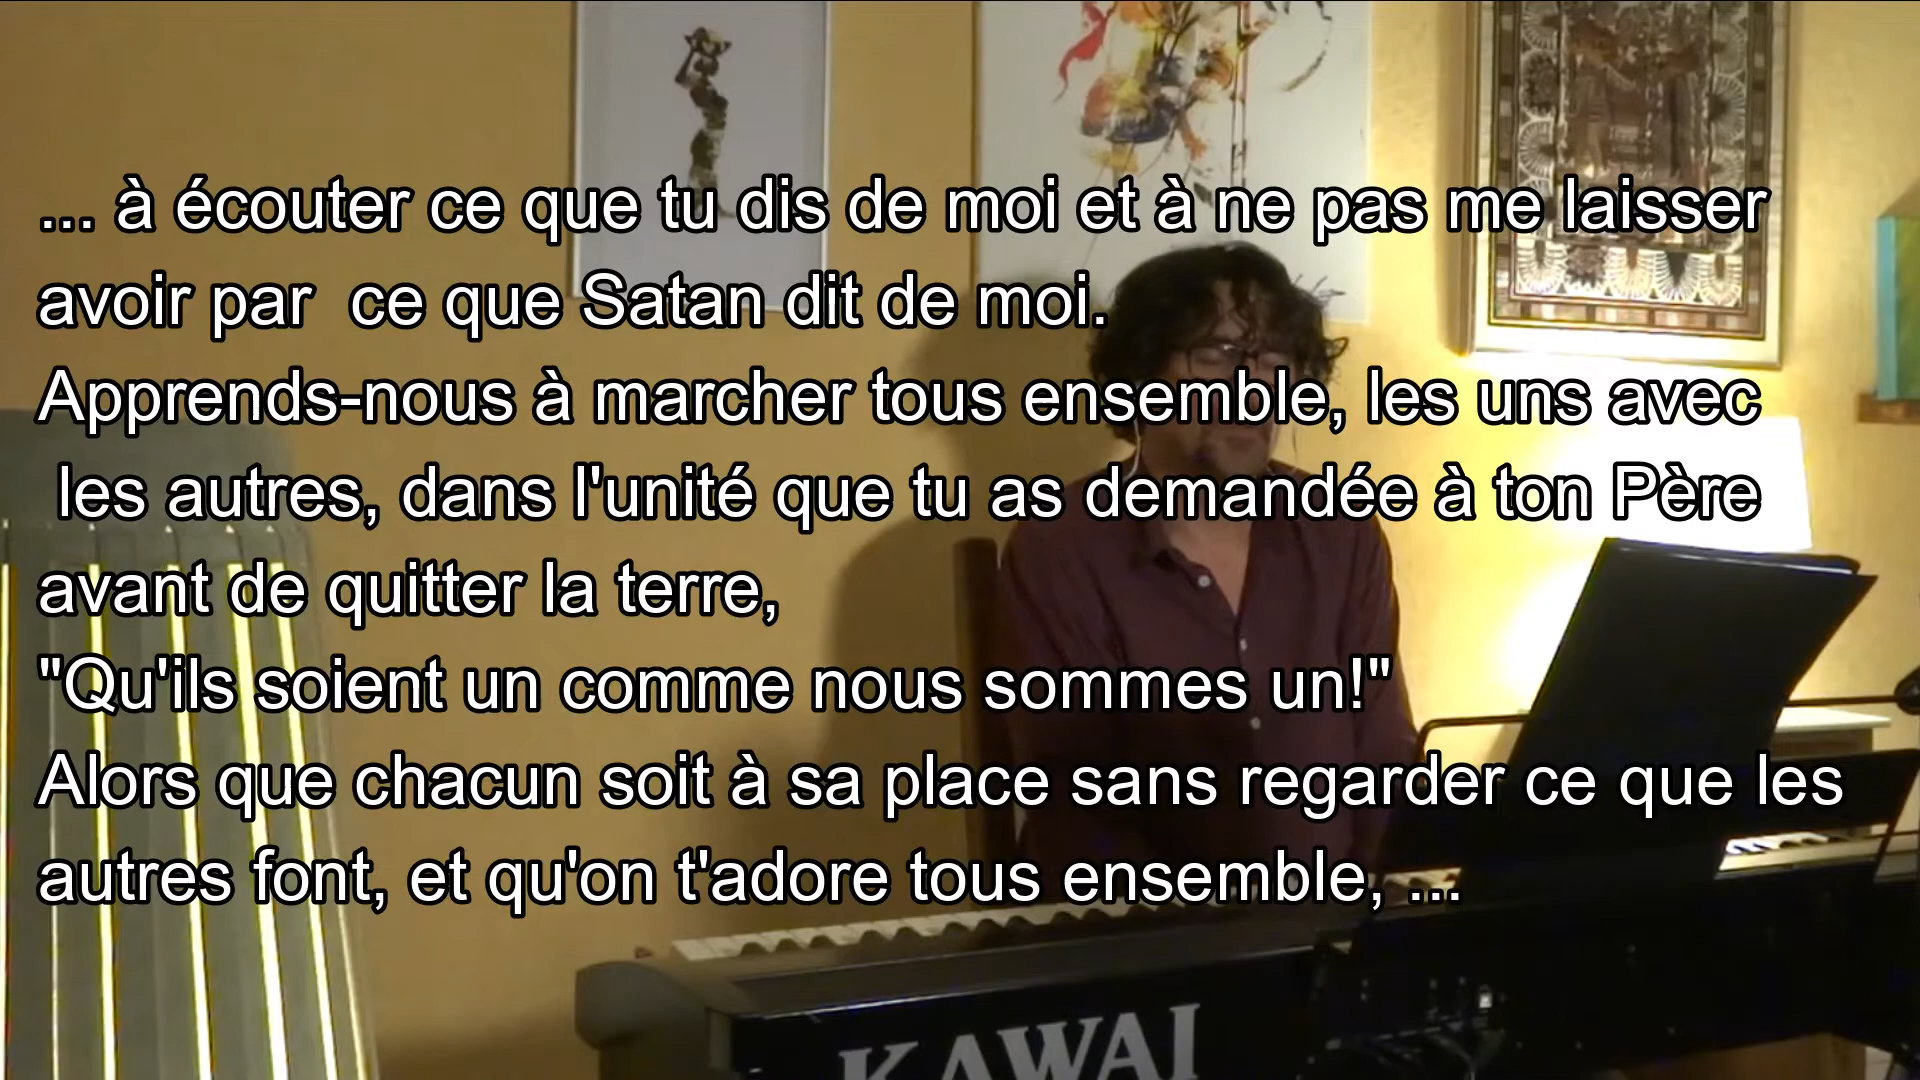 ... à écouter ce que tu dis de moi et à ne pas me laisser
avoir par  ce que Satan dit de moi.
Apprends-nous à marcher tous ensemble, les uns avec
les autres, dans l'unité que tu as demandée à ton Père
avant de quitter la terre,
"Qu'ils soient un comme nous sommes un!"
Alors que chacun soit à sa place sans regarder ce que les
autres font, et qu'on t'adore tous ensemble, ...
KAWAI